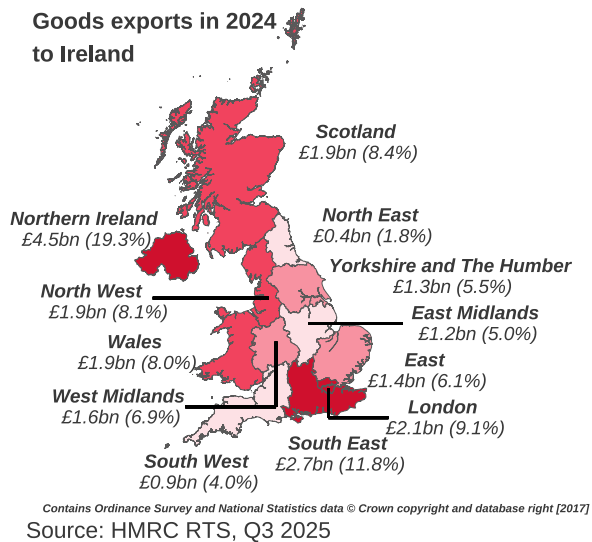 Goods exports in 2024
to Ireland
Scotland
£1.9bn (8.4%)
Northern Ireland
£4.5bn (19.3%)
North East
£0.4bn (1.8%)
Yorkshire and The Humber
£1.3bn (5.5%)
North West
£1.9bn (8.1%)
East Midlands
£1.2bn (5.0%)
Wales
£1.9bn (8.0%)
East
£1.4bn (6.1%)
West Midlands
£1.6bn (6.9%)
London
£2.1bn (9.1%)
South East
£2.7bn (11.8%)
South West
£0.9bn (4.0%)
Contains Ordinance Survey and National Statistics data © Crown copyright and database right [2017]
Source: HMRC RTS, Q3 2025